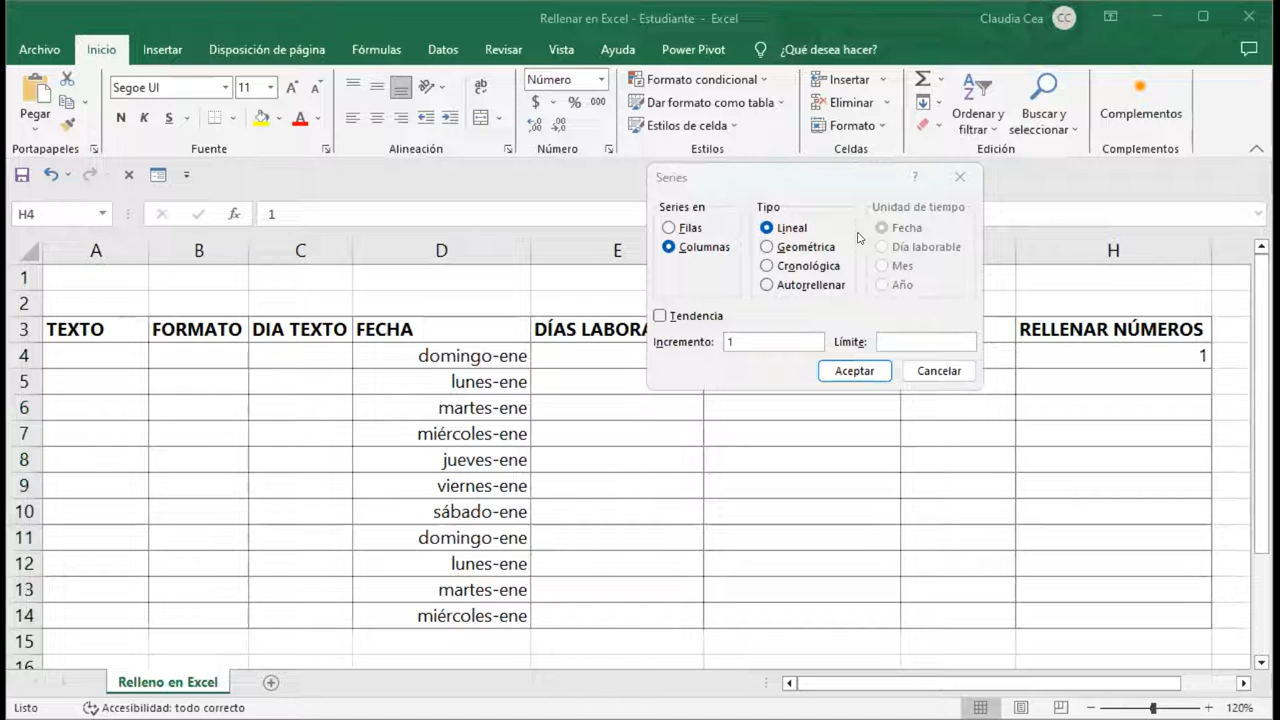 Rellenar en Excel - Estudiante - Excel
Claudia Cea CC
Archivo Inicio Insertar Disposición de página Fórmulas Datos Revisar Vista Ayuda Power Pivot ¿Qué desea hacer?
Pegar
Portapapeles
Segoe UI 11
N K S
Fuente
ab
Alineación
Número
$ % 000
Número
Formato condicional
Dar formato como tabla
Estilos de celda
Estilos
Insertar
Eliminar
Formato
Celdas
Ordenar y filtrar
Buscar y seleccionar
Edición
Complementos
Complementos
H4 fx 1
Series ?
Series en
Filas
Columnas
Tipo
Lineal
Geométrica
Cronológica
Autorrellenar
Unidad de tiempo
Fecha
Día laborable
Mes
Año
Tendencia
Incremento: 1 Límite:
Aceptar Cancelar
A B C D E H
1
2
3 TEXTO FORMATO DIA TEXTO FECHA DÍAS LABORA RELLENAR NÚMEROS
4 domingo-ene 1
5 lunes-ene
6 martes-ene
7 miércoles-ene
8 jueves-ene
9 viernes-ene
10 sábado-ene
11 domingo-ene
12 lunes-ene
13 martes-ene
14 miércoles-ene
15
16
Relleno en Excel
Listo Accesibilidad: todo correcto 120%